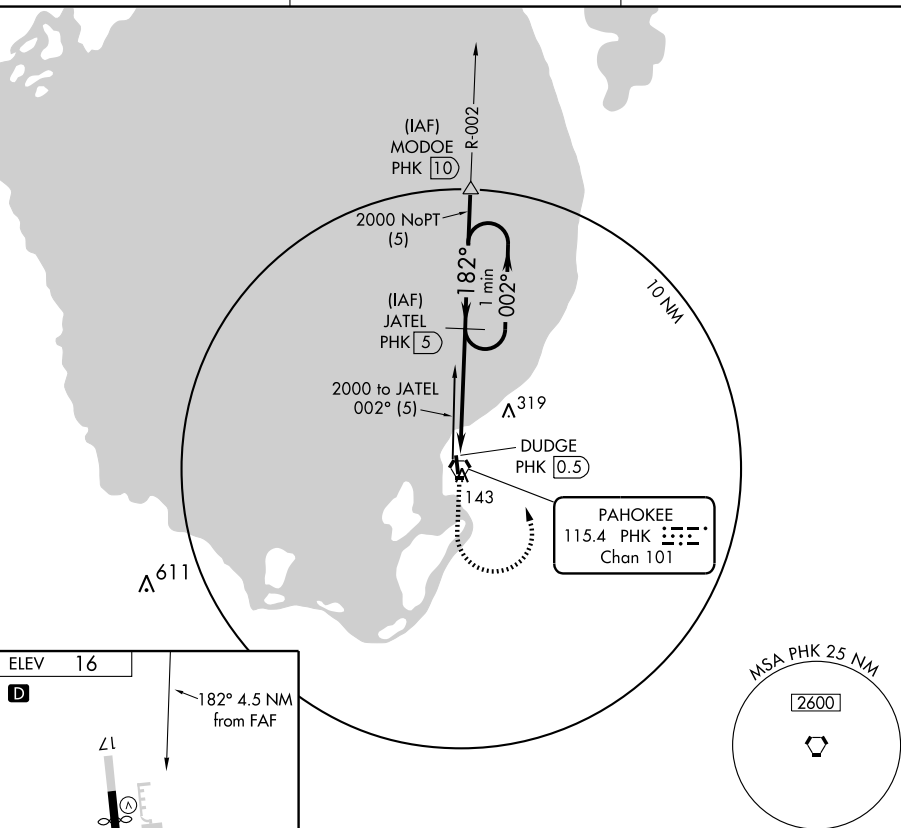 R-002
(IAF)
MODOE
PHK 10
2000 NoPT
(5)
182°
1 min
002°
10 NM
(IAF)
JATEL
PHK 5
2000 to JATEL
002° (5)
319
DUDGE
PHK 0.5
143
PAHOKEE
115.4 PHK
Chan 101
611
ELEV 16
D
182° 4.5 NM
from FAF
17
V
MSA PHK 25 NM
2600